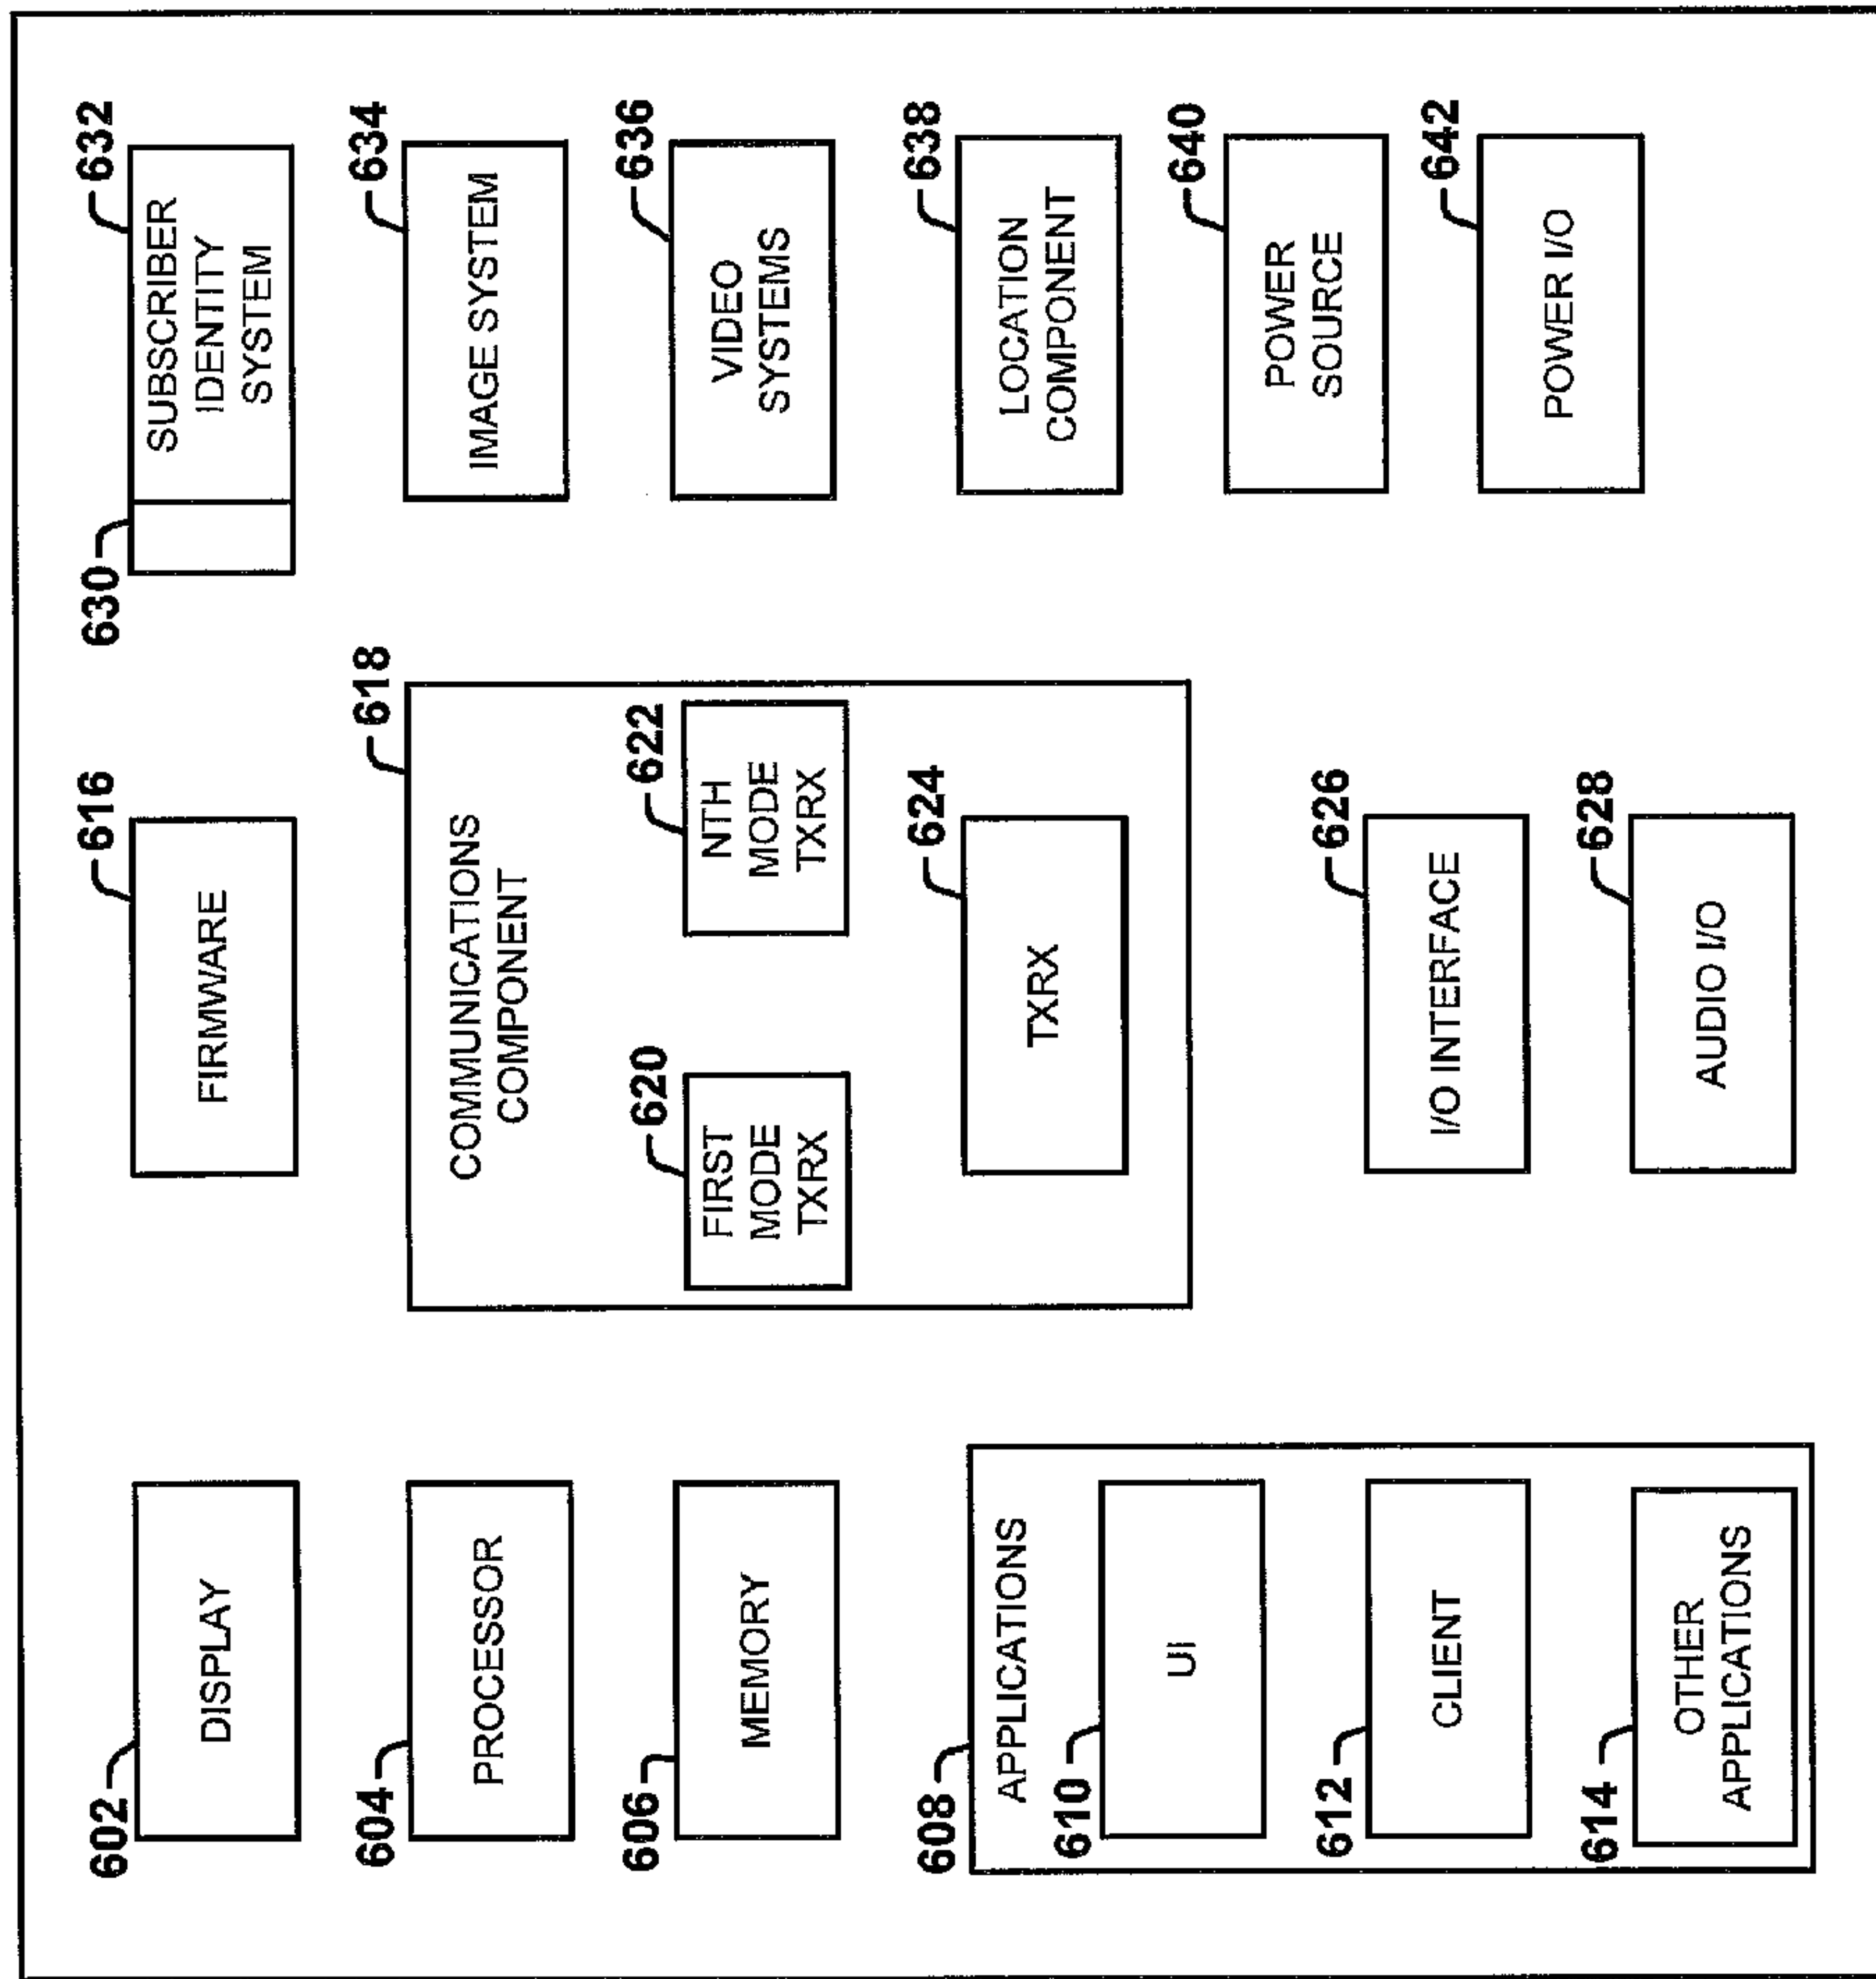 602
DISPLAY
604
PROCESSOR
606
MEMORY
608
APPLICATIONS
610
UI
612
CLIENT
614
OTHER
APPLICATIONS
616
FIRMWARE
618
COMMUNICATIONS
COMPONENT
620
FIRST
MODE
TXRX
622
NTH
MODE
TXRX
624
TXRX
626
I/O INTERFACE
628
AUDIO I/O
630
632
SUBSCRIBER
IDENTITY
SYSTEM
634
IMAGE SYSTEM
636
VIDEO
SYSTEMS
638
LOCATION
COMPONENT
640
POWER
SOURCE
642
POWER I/O